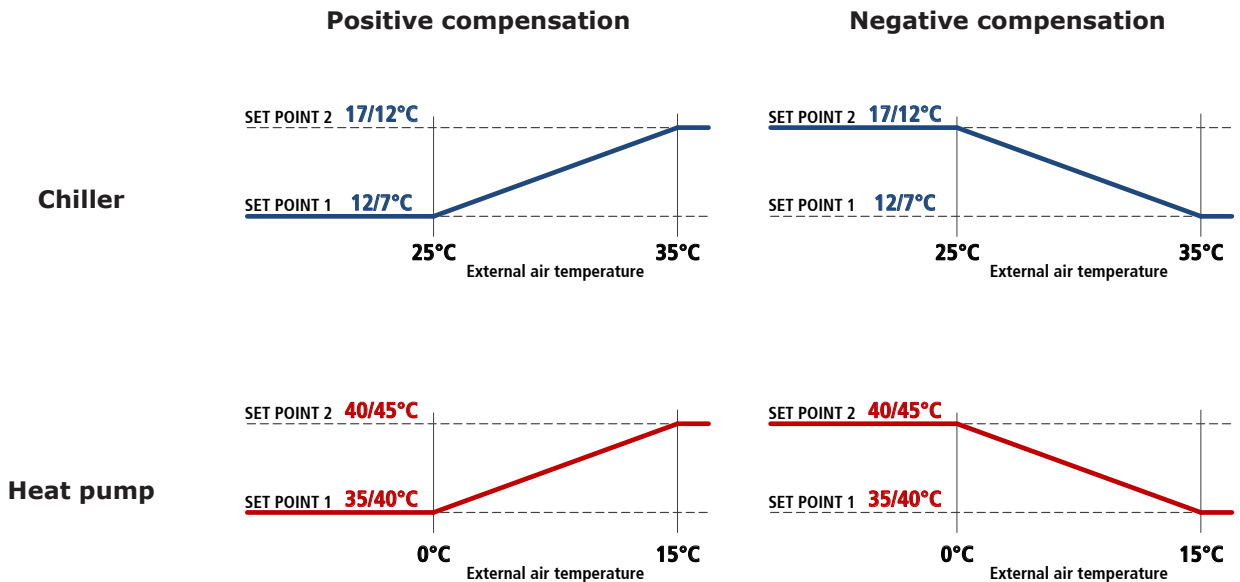 Positive compensation
Negative compensation
Chiller
SET POINT 2 17/12°C
SET POINT 1 12/7°C
25°C 35°C
External air temperature
SET POINT 2 17/12°C
SET POINT 1 12/7°C
25°C 35°C
External air temperature
Heat pump
SET POINT 2 40/45°C
SET POINT 1 35/40°C
0°C 15°C
External air temperature
SET POINT 2 40/45°C
SET POINT 1 35/40°C
0°C 15°C
External air temperature